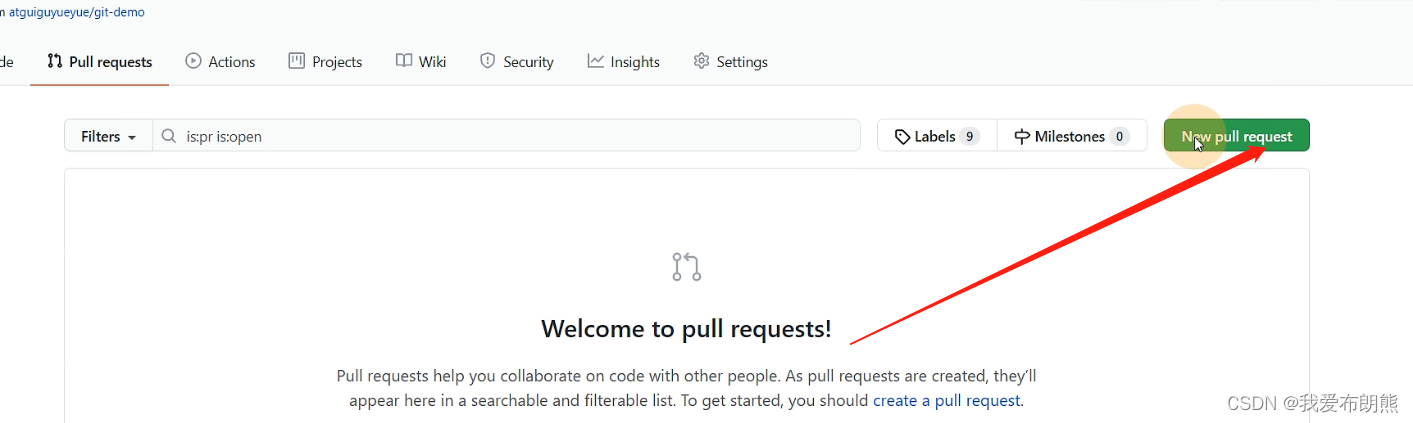 atguiguyueyue/git-demo
Pull requests Actions Projects Wiki Security Insights Settings
Filters is:pr is:open Labels 9 Milestones 0 New pull request
Welcome to pull requests!
Pull requests help you collaborate on code with other people. As pull requests are created, they’ll
appear here in a searchable and filterable list. To get started, you should create a pull request.
CSDN @我爱布朗熊